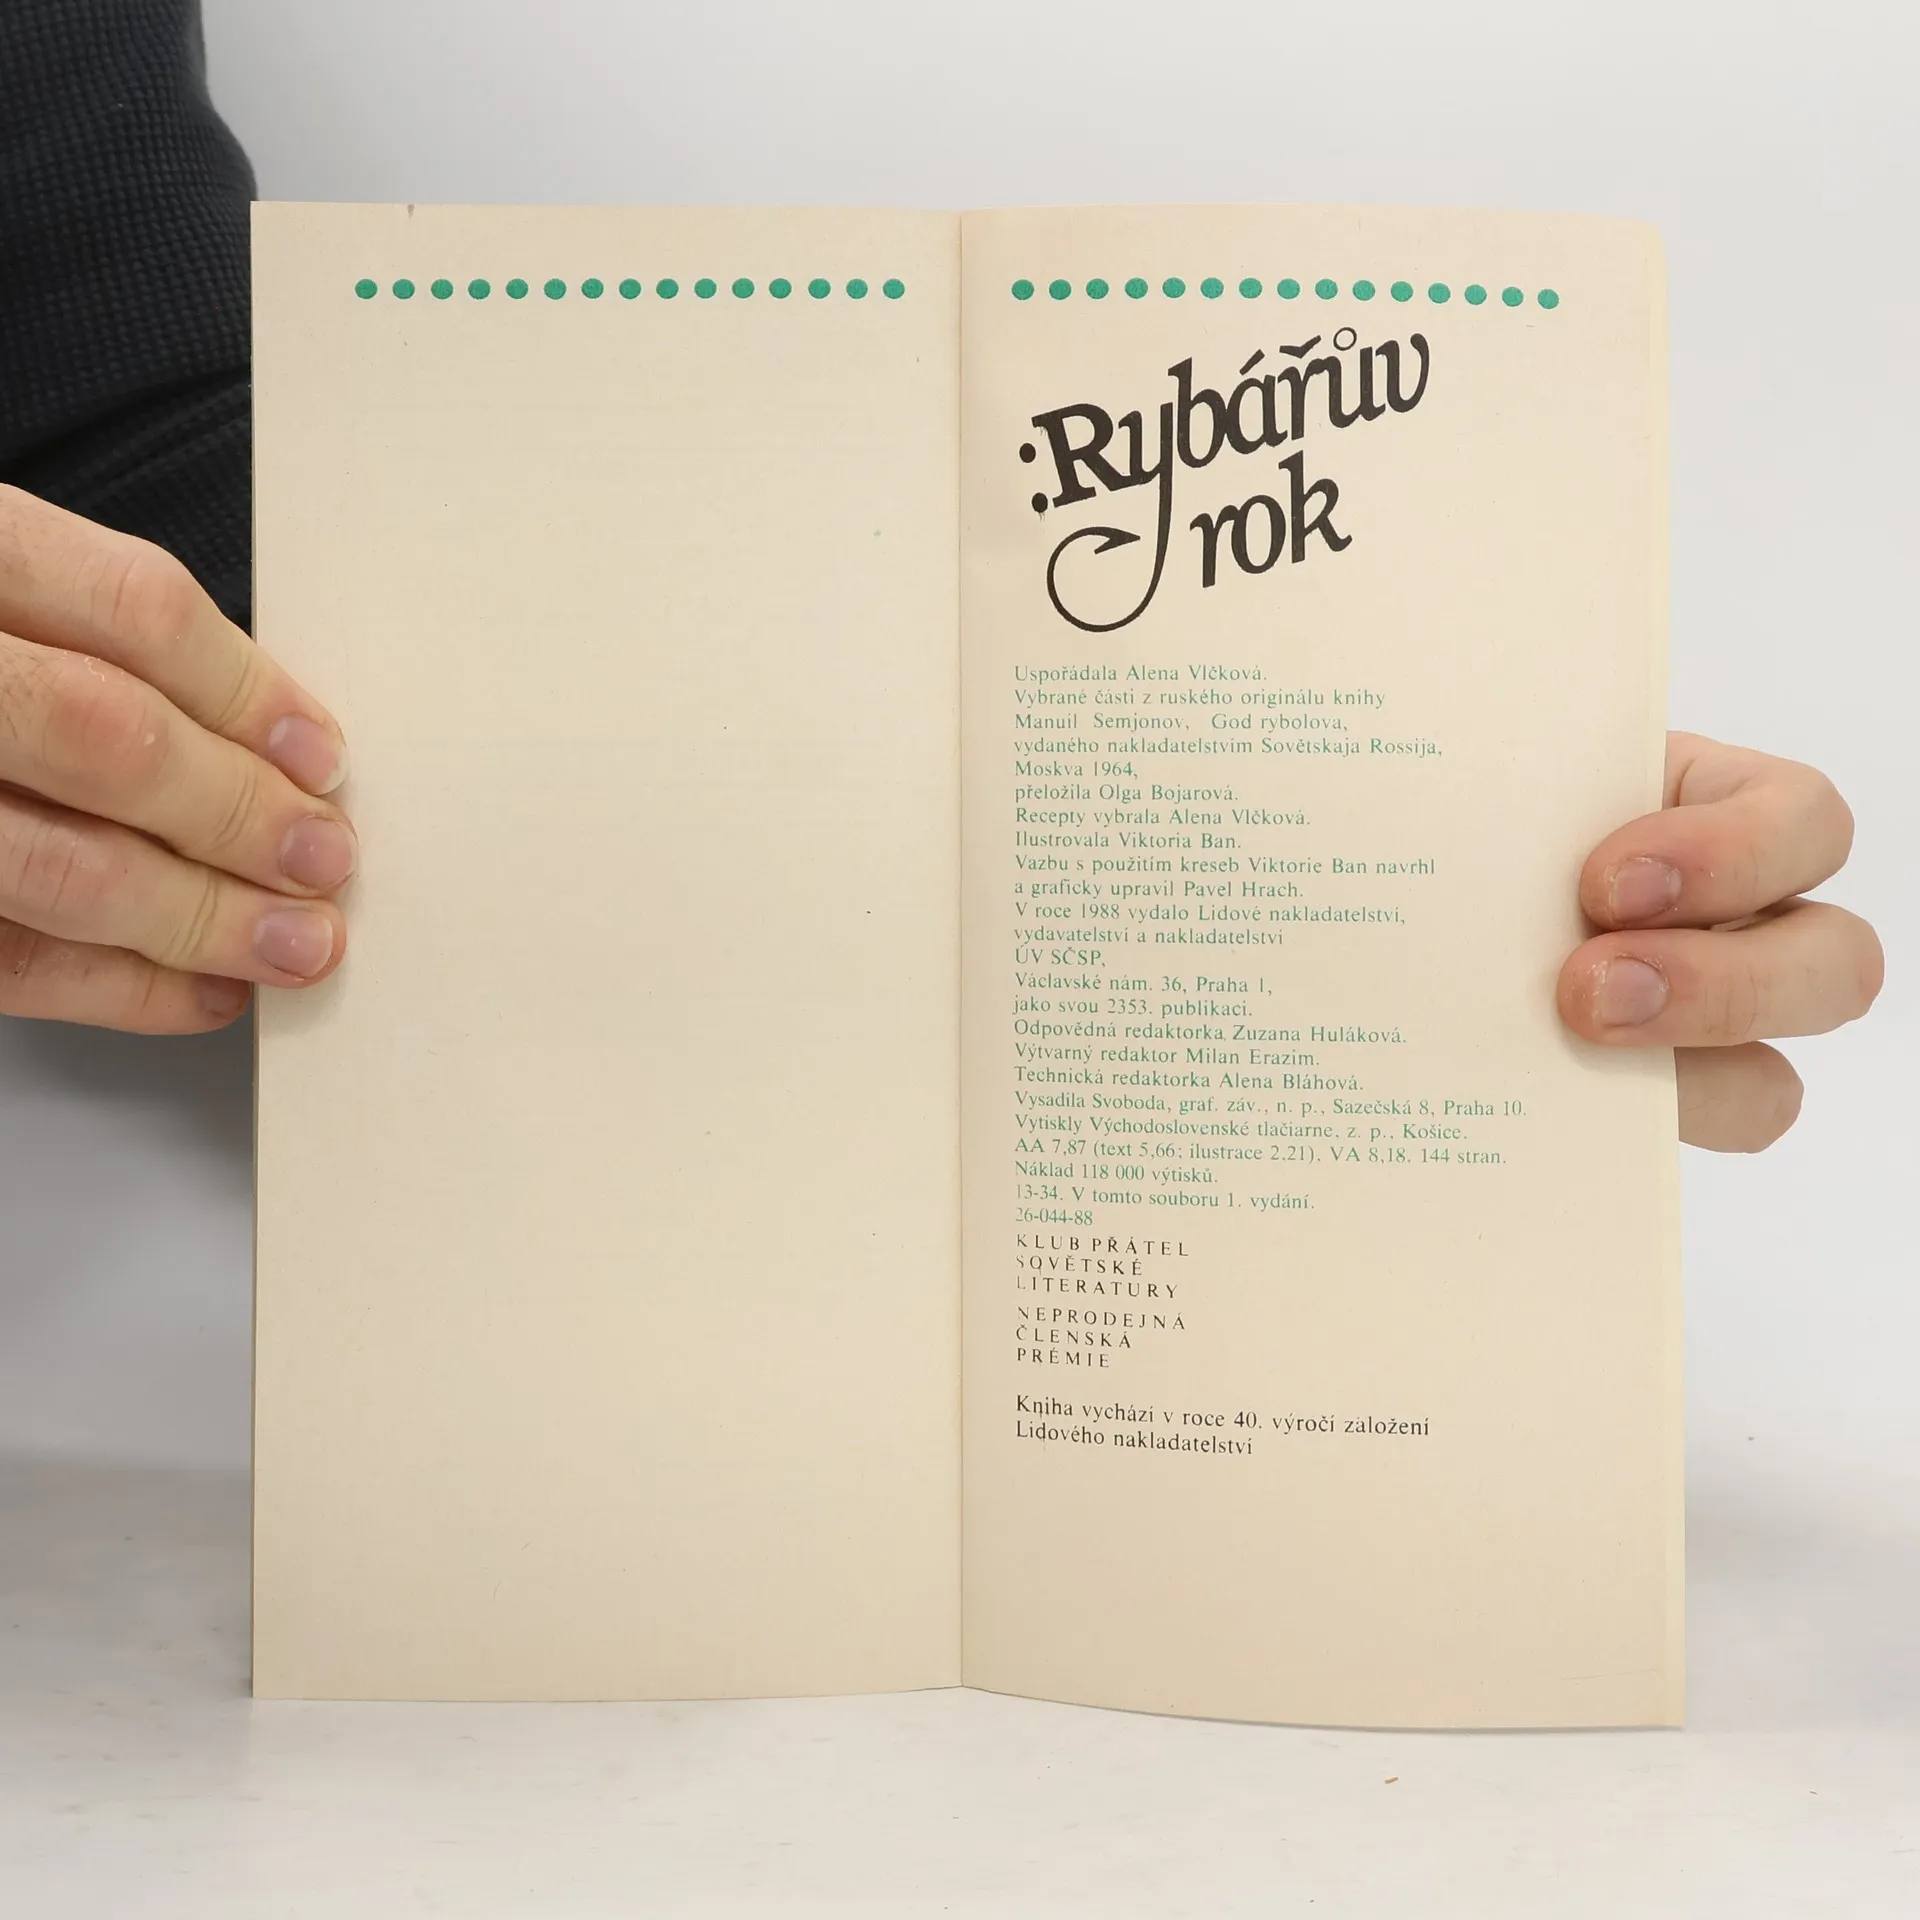 :Rybářův
rok
Uspořádala Alena Vlčková.
Vybrané části z ruského originálu knihy
Manuil Semjonov, God rybolova,
vydaného nakladatelstvím Sovětskaja Rossija,
Moskva 1964,
přeložila Olga Bojarová.
Recepty vybrala Alena Vlčková.
Ilustrovala Viktoria Ban.
Vazbu s použitím kreseb Viktorie Ban navrhl
a graficky upravil Pavel Hrach.
V roce 1988 vydalo Lidové nakladatelství,
vydavatelství a nakladatelství
ÚV SČSP,
Václavské nám. 36, Praha 1,
jako svou 2353. publikaci.
Odpovědná redaktorka Zuzana Huláková.
Výtvarný redaktor Milan Erazim.
Technická redaktorka Alena Bláhová.
Vysadila Svoboda, graf. záv., n. p., Sazečská 8, Praha 10.
Vytiskly Východoslovenské tlačiarne, z. p., Košice.
AA 7,87 (text 5,66; ilustrace 2,21), VA 8,18. 144 stran.
Náklad 118 000 výtisků.
13-34. V tomto souboru 1. vydání.
26-044-88
KLUB PŘÁTEL
SOVĚTSKÉ
LITERATURY
NEPRODEJNÁ
ČLENSKÁ
PRÉMIE
Kniha vychází v roce 40. výročí založení
Lidového nakladatelství